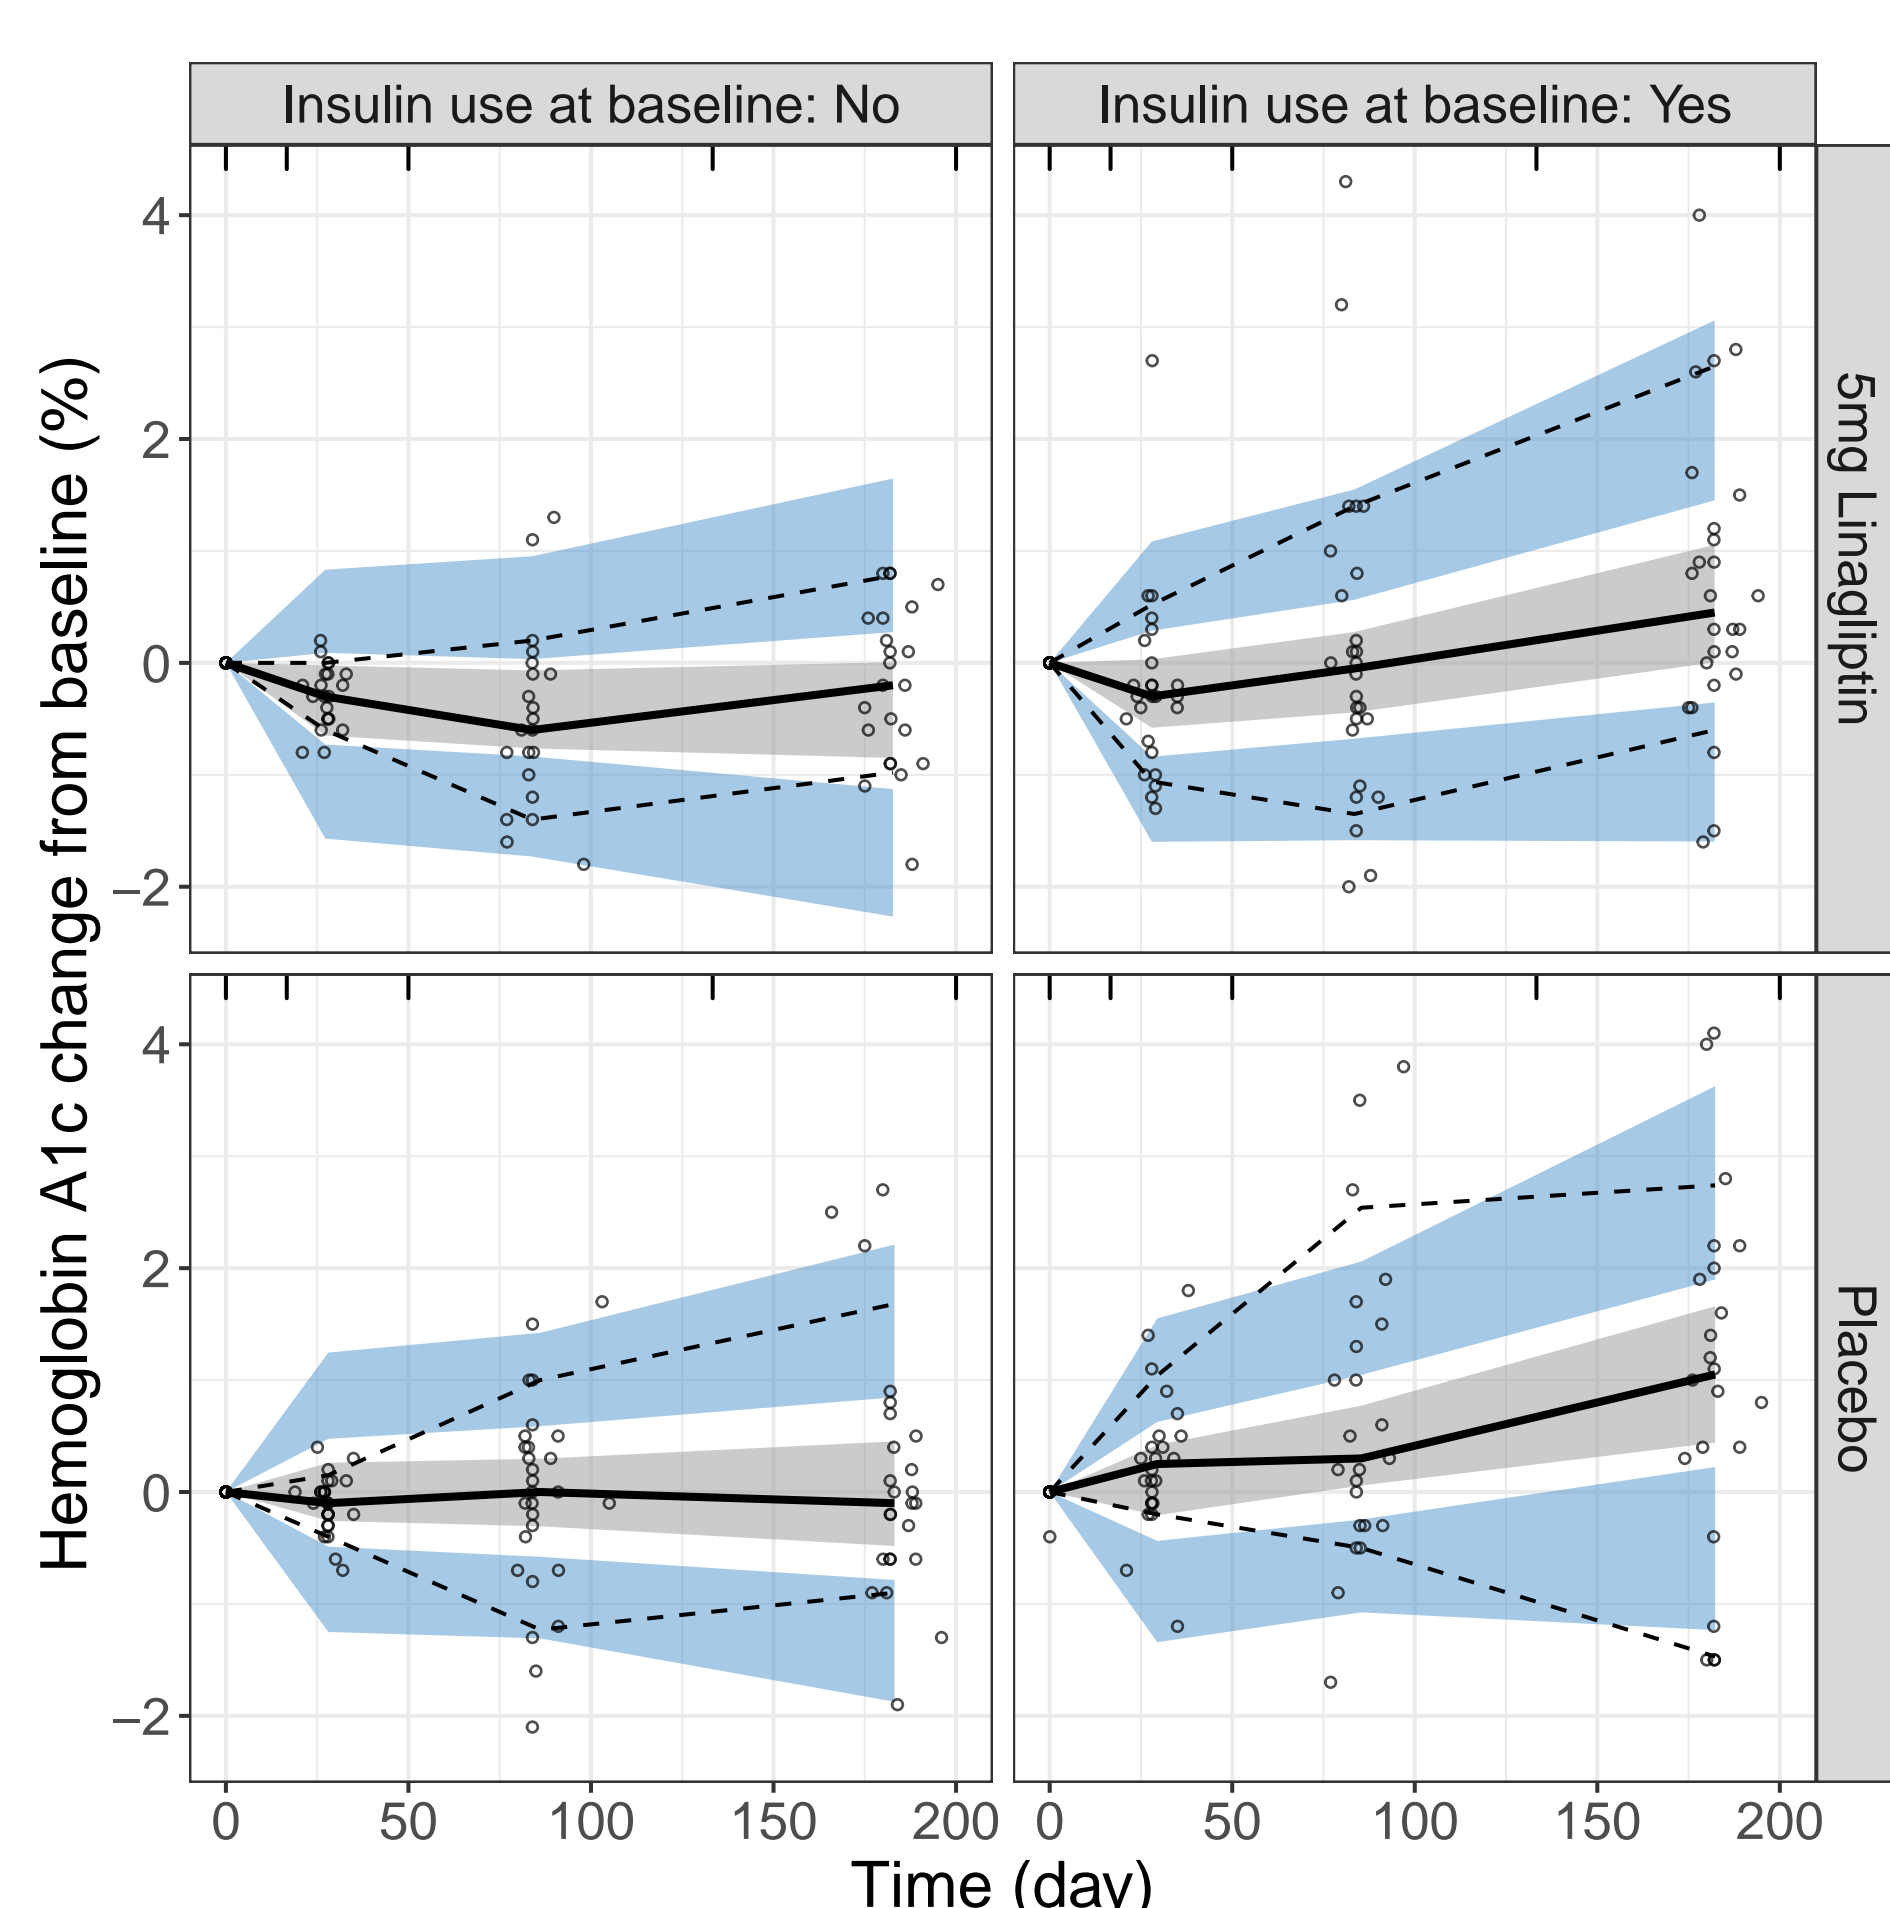 Insulin use at baseline: No
Insulin use at baseline: Yes
Hemoglobin A1c change from baseline (%)
4
2
0
−2
5mg Linagliptin
4
2
0
−2
Placebo
0 50 100 150 200
0 50 100 150 200
Time (day)